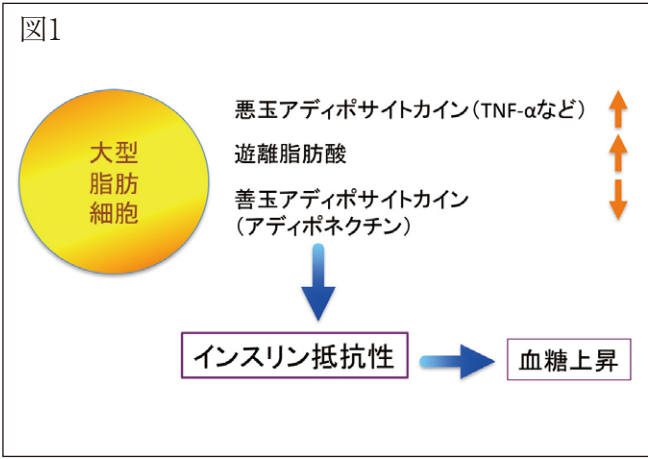 図1
大型
脂肪
細胞
悪玉アディポサイトカイン（TNF-αなど）
遊離脂肪酸
善玉アディポサイトカイン
（アディポネクチン）
インスリン抵抗性
血糖上昇